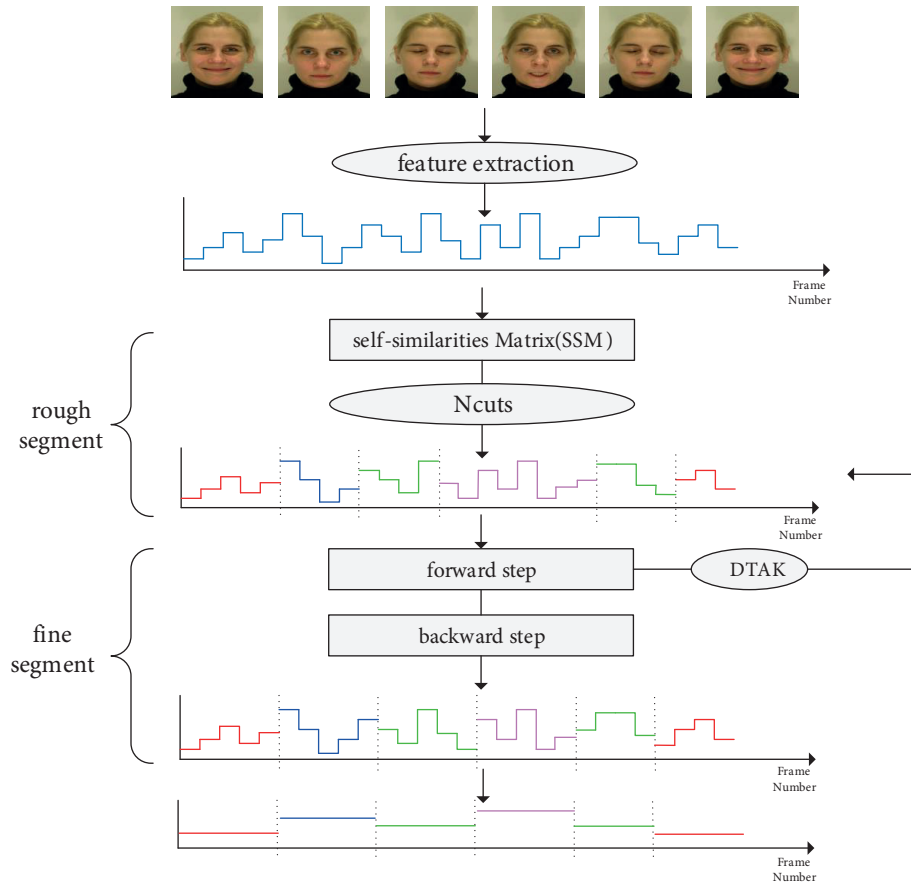 feature extraction
Frame
Number
self-similarities Matrix(SSM)
Ncuts
rough
segment
Frame
Number
forward step
DTAK
backward step
fine
segment
Frame
Number
Frame
Number